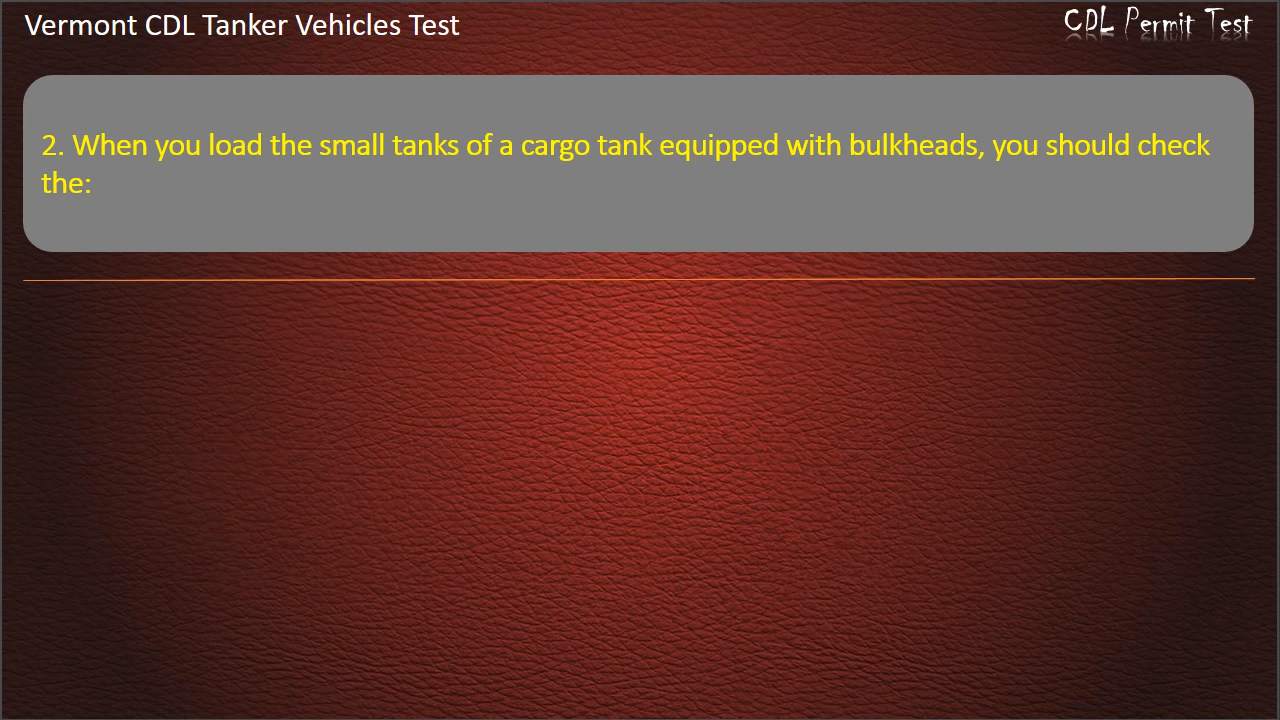 Vermont CDL Tanker Vehicles Test
CDL Permit Test
2. When you load the small tanks of a cargo tank equipped with bulkheads, you should check
the: